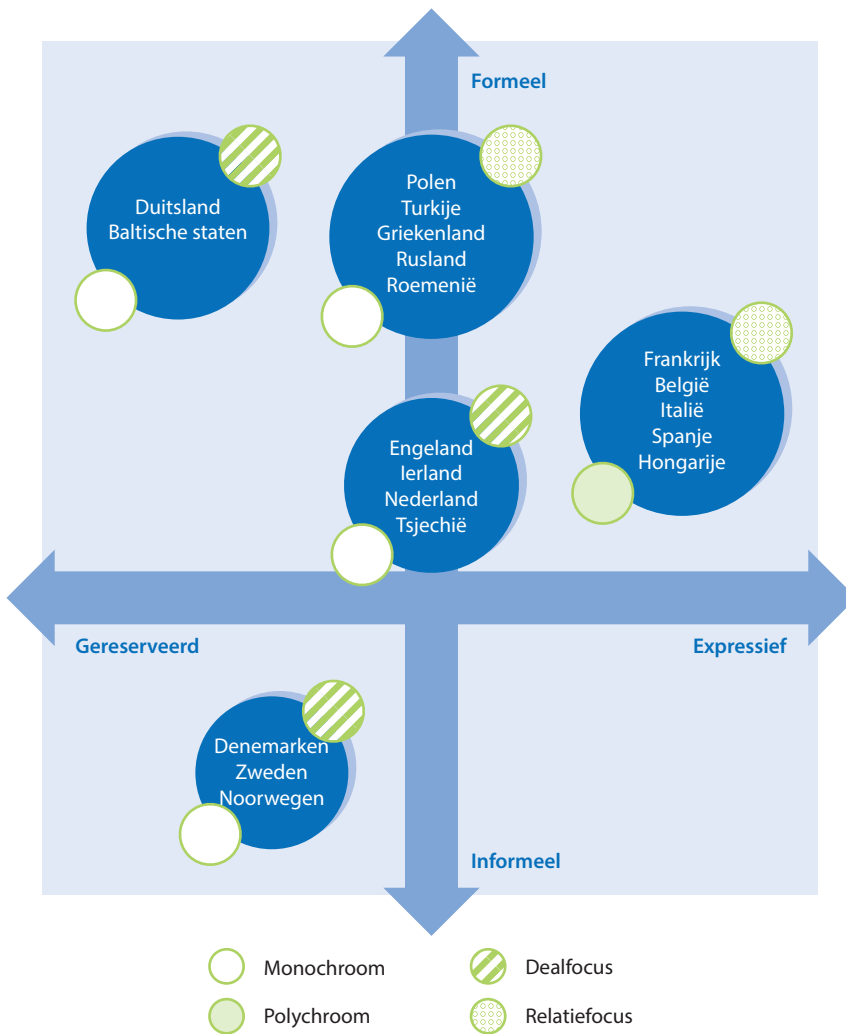 Formeel
Duitsland
Baltische staten
Polen
Turkije
Griekenland
Rusland
Roemenië
Frankrijk
België
Italië
Spanje
Hongarije
Engeland
Ierland
Nederland
Tsjechië
Gereserveerd
Expressief
Denemarken
Zweden
Noorwegen
Informeel
Monochroom
Dealfocus
Polychroom
Relatiefocus